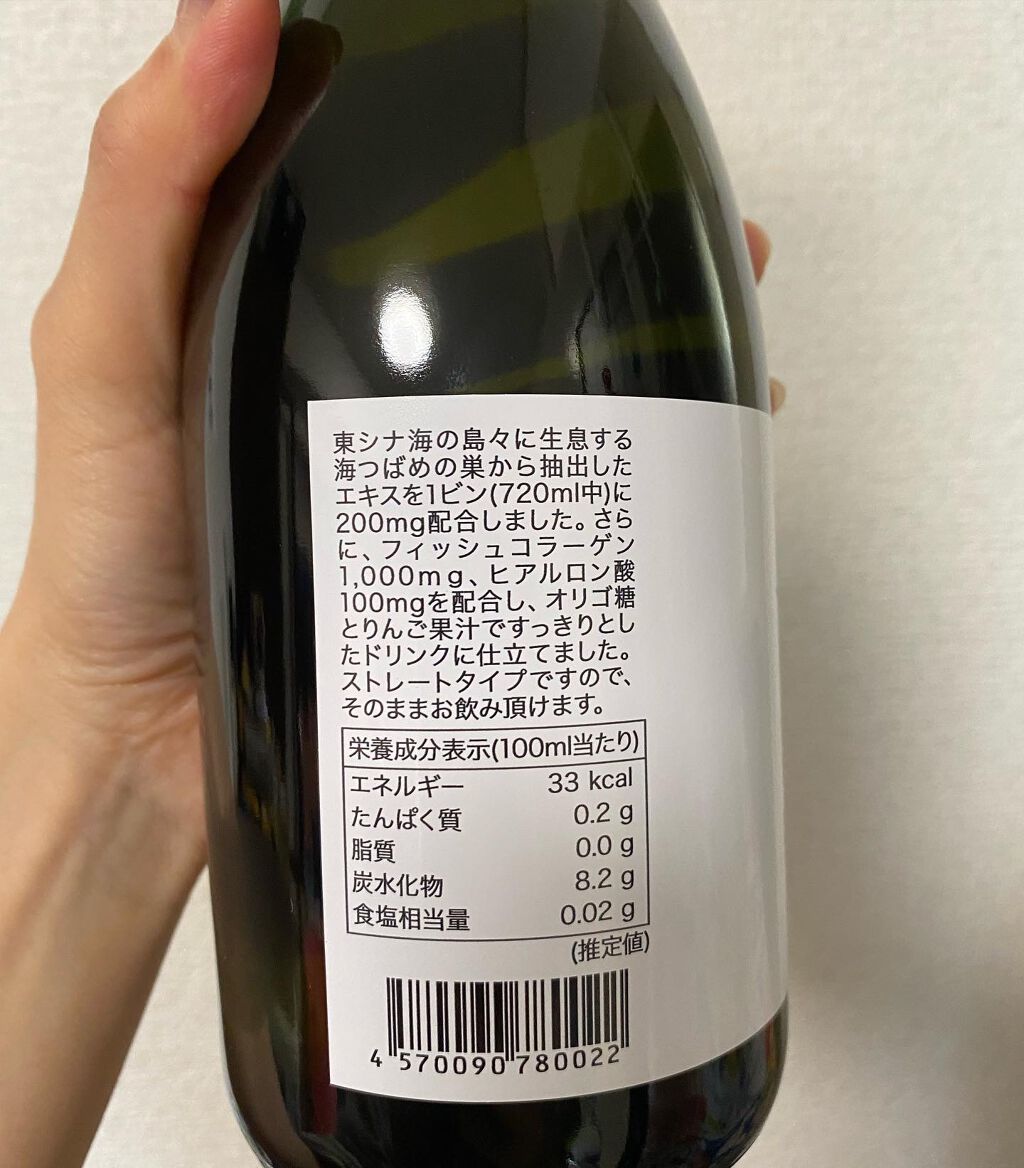 東シナ海の島々に生息する
海つばめの巣から抽出した
エキスを1ビン(720ml中)に
200mg配合しました。さら
に、フィッシュコラーゲン
1,000mg、ヒアルロン酸
100mgを配合し、オリゴ糖
とりんご果汁ですっきりとし
たドリンクに仕立てました。
ストレートタイプですので、
そのままお飲み頂けます。
栄養成分表示(100ml当たり)
エネルギー 33 kcal
たんぱく質 0.2 g
脂質 0.0 g
炭水化物 8.2 g
食塩相当量 0.02 g
(推定値)
4 570090 780022